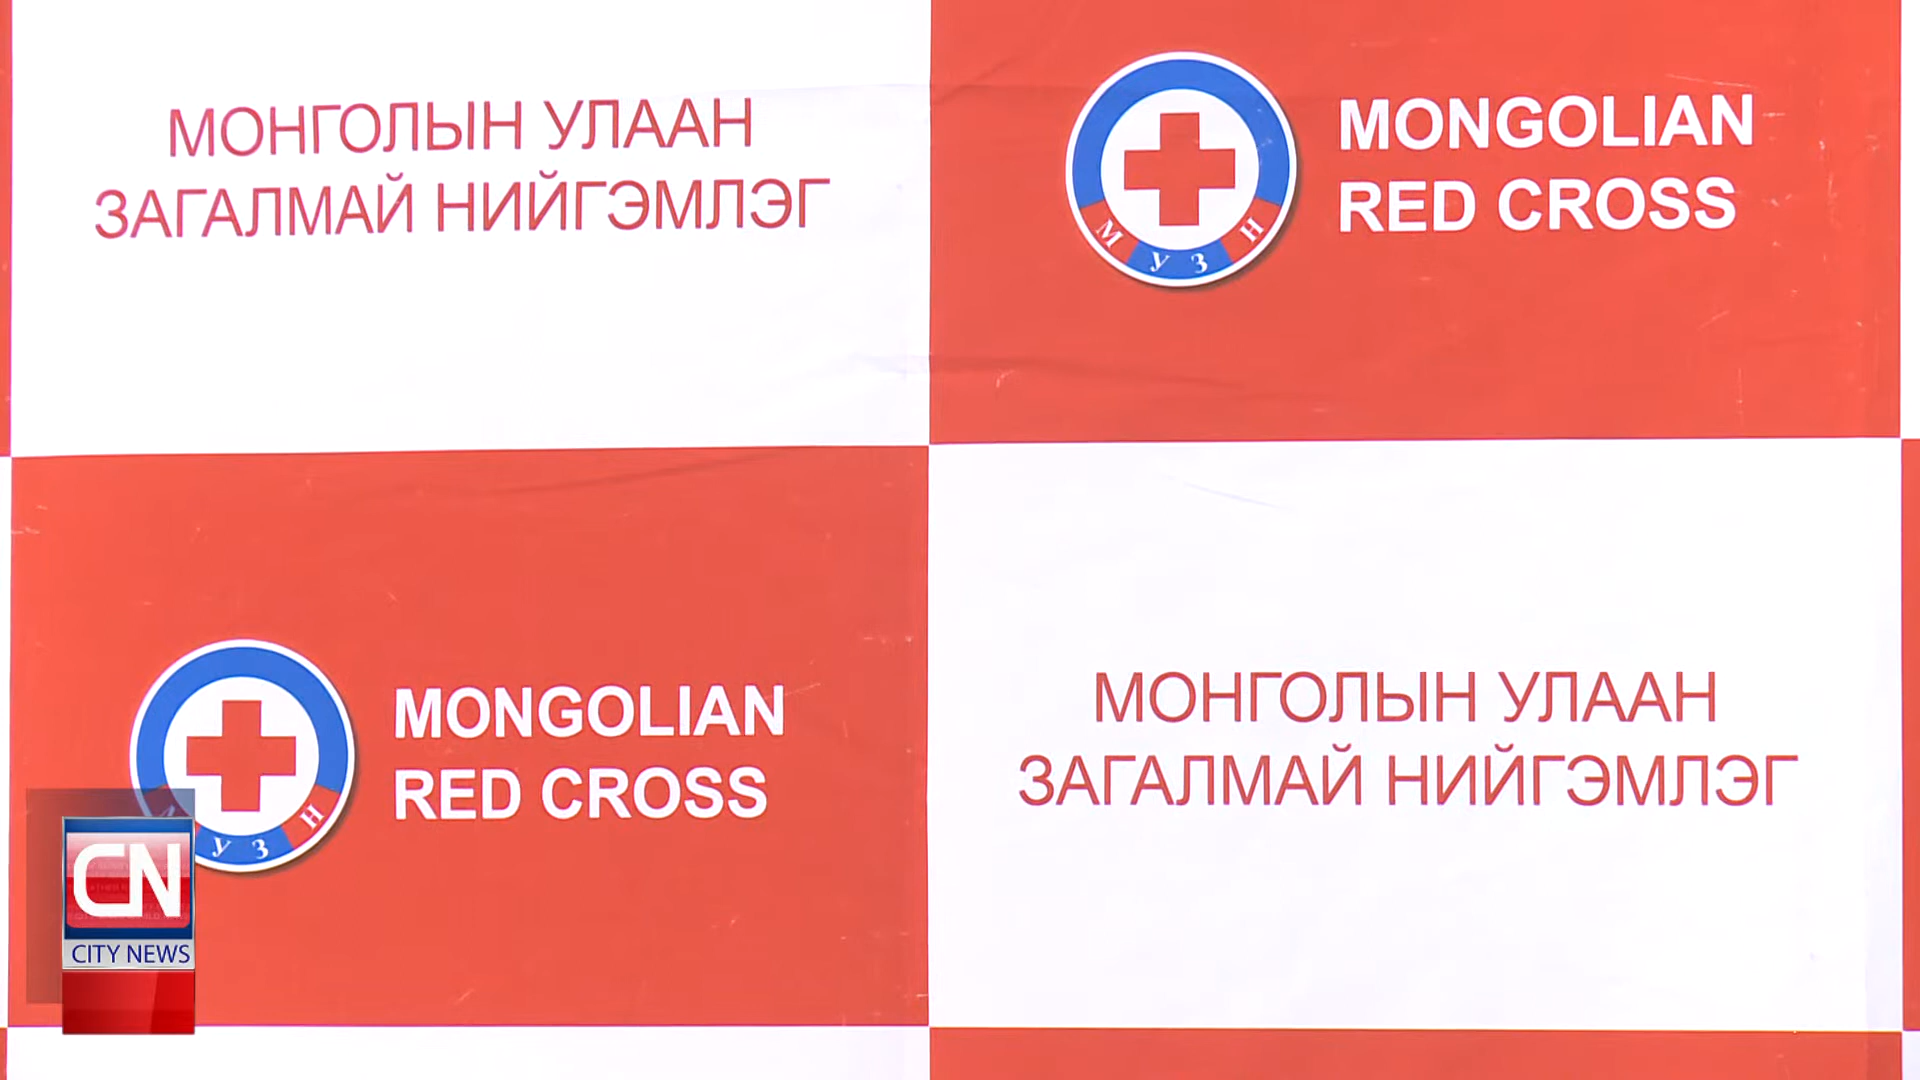 МОНГОЛЫН УЛААН
ЗАГАЛМАЙ НИЙГЭМЛЭГ
МУЗН
MONGOLIAN
RED CROSS
МУЗН
MONGOLIAN
RED CROSS
МОНГОЛЫН УЛААН
ЗАГАЛМАЙ НИЙГЭМЛЭГ
CN
CITY NEWS